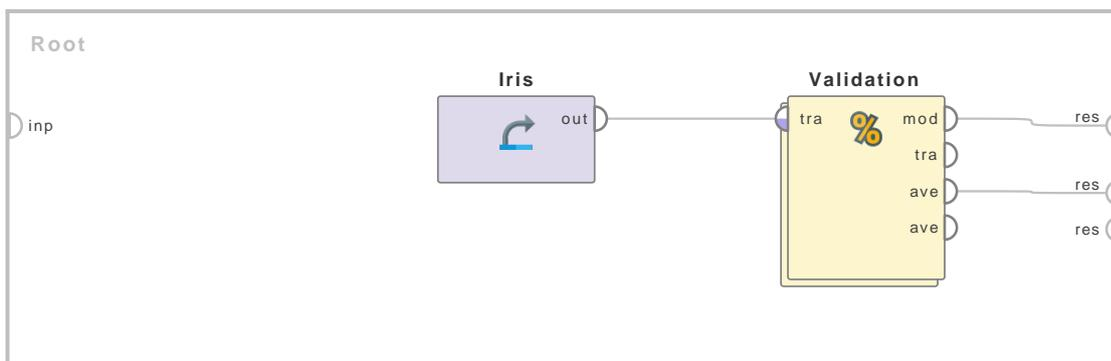 Root
Iris
Validation
inp
out
tra
%
mod
res
tra
ave
res
ave
res